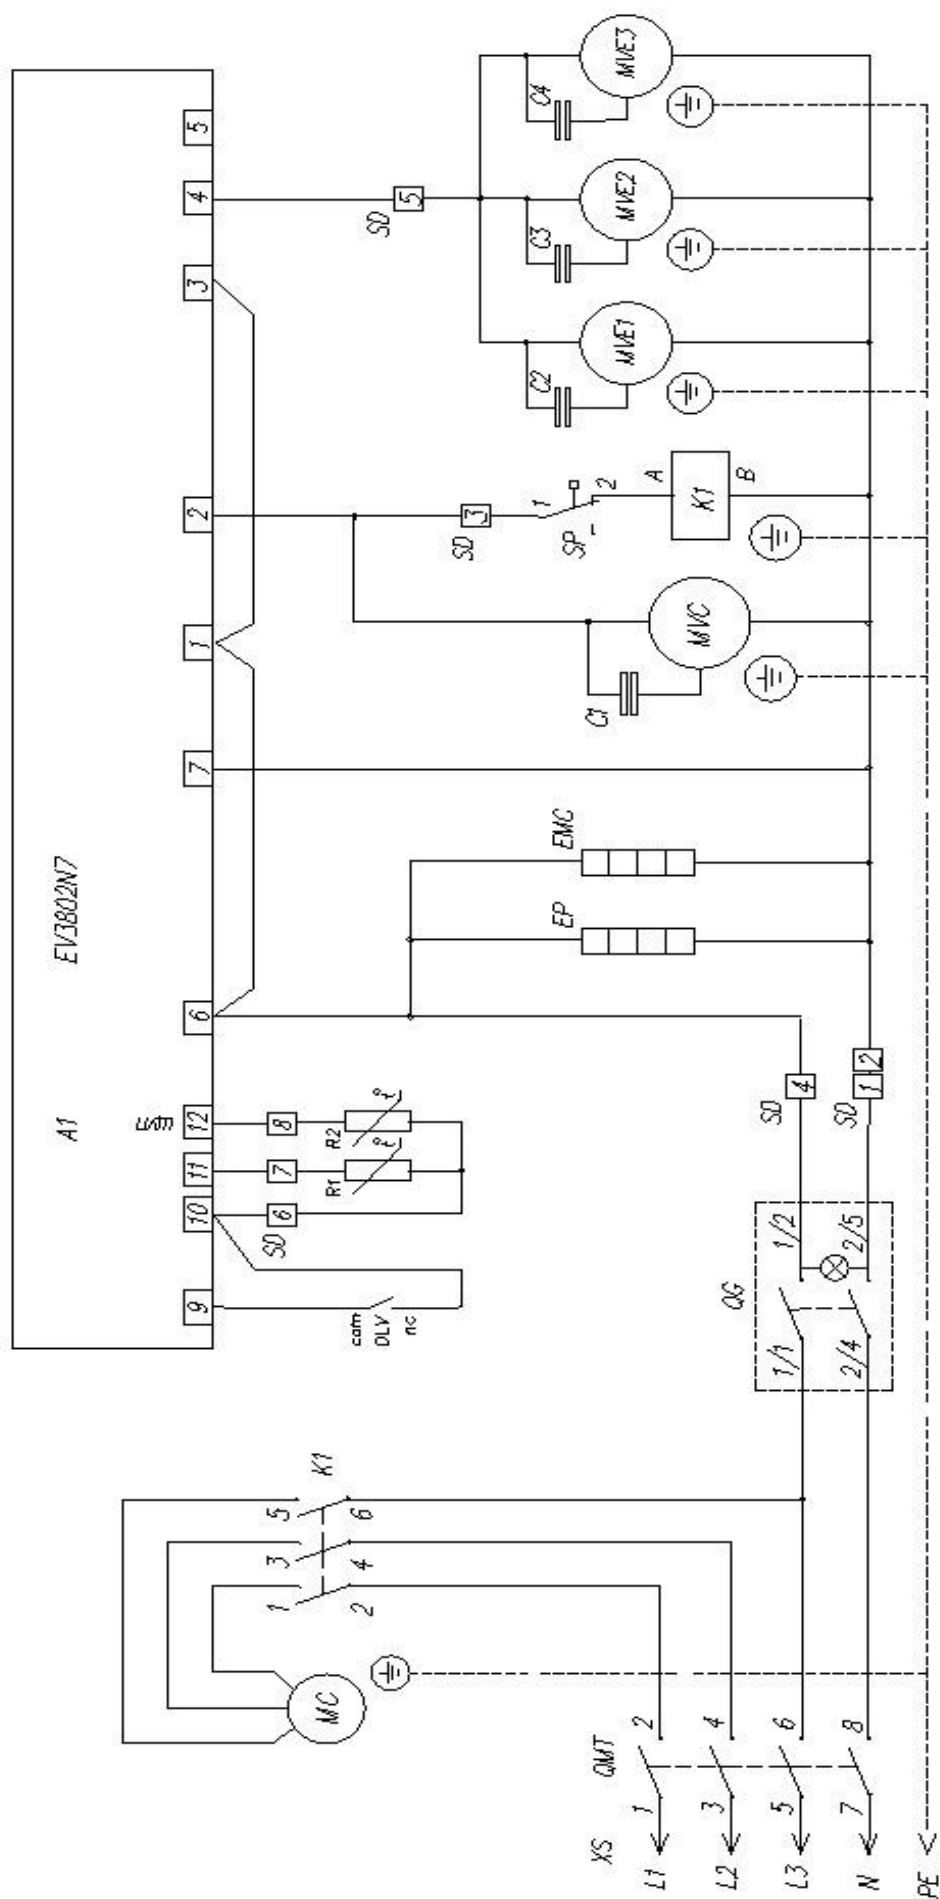 A1 EV3802N7
9 10 11 12 6 7 1 2 3 4 5
щуп
SD 6 7 8
R1 t° R2 t°
com
DLV
nc
SD 5
K1
1 3 5
2 4 6
MC
C2 C3 C4
MVE1 MVE2 MVE3
SD 3
1
SP
2
A
K1
B
C1
MVC
EP EMC
QG
1/1 1/2
2/4 2/5
SD 4
SD 1 2
XS QMT
L1 1 2
L2 3 4
L3 5 6
N 7 8
PE